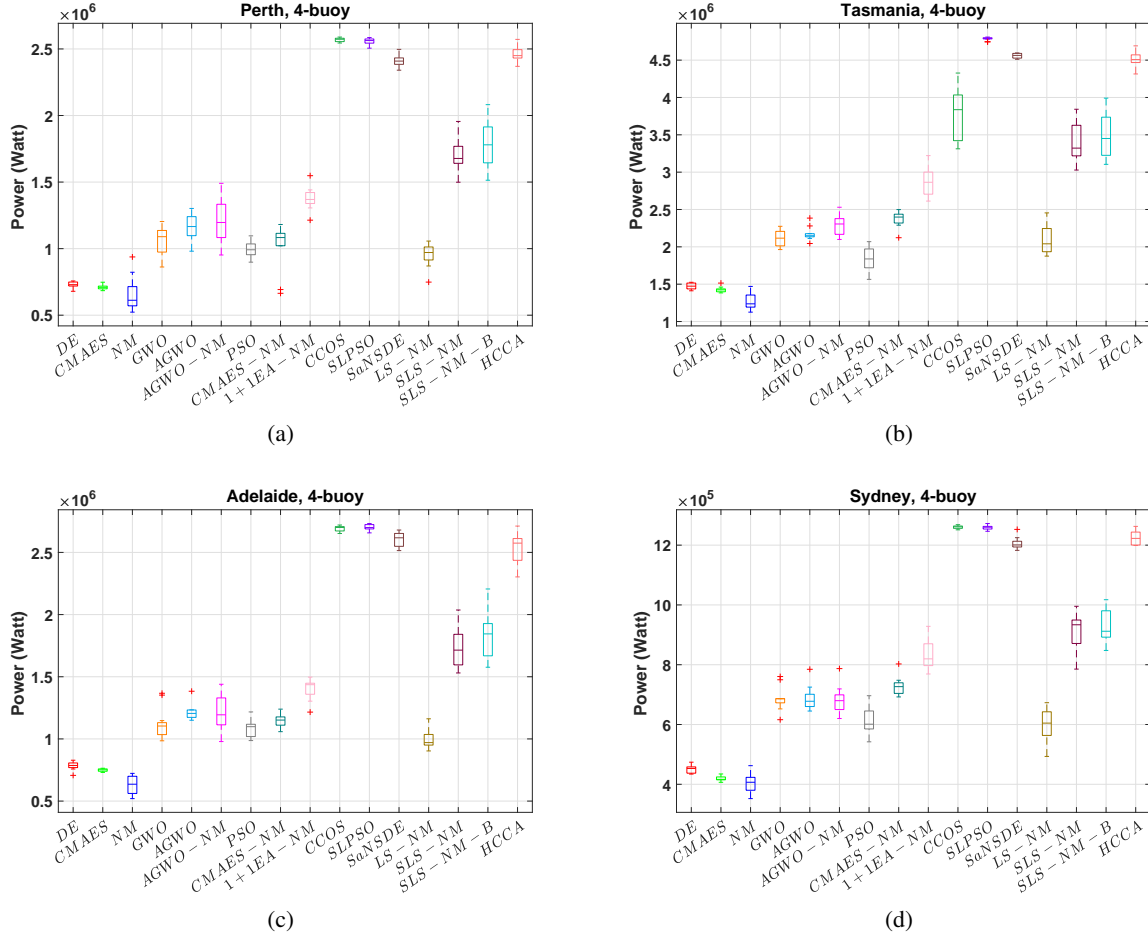 Perth, 4-buoy
×10^6
Power (Watt)
2.5
2
1.5
1
0.5
DE
CMAES
NM
GWO
AGWO
AGWO-NM
PSO
CMAES-NM
1+1EA-NM
CCOS
SLPSO
SaNSDE
LS-NM
SLS-NM
SLS-NM-B
HCCA
(a)
Tasmania, 4-buoy
×10^6
Power (Watt)
4.5
4
3.5
3
2.5
2
1.5
1
DE
CMAES
NM
GWO
AGWO
AGWO-NM
PSO
CMAES-NM
1+1EA-NM
CCOS
SLPSO
SaNSDE
LS-NM
SLS-NM
SLS-NM-B
HCCA
(b)
Adelaide, 4-buoy
×10^6
Power (Watt)
2.5
2
1.5
1
0.5
DE
CMAES
NM
GWO
AGWO
AGWO-NM
PSO
CMAES-NM
1+1EA-NM
CCOS
SLPSO
SaNSDE
LS-NM
SLS-NM
SLS-NM-B
HCCA
(c)
Sydney, 4-buoy
×10^5
Power (Watt)
12
10
8
6
4
DE
CMAES
NM
GWO
AGWO
AGWO-NM
PSO
CMAES-NM
1+1EA-NM
CCOS
SLPSO
SaNSDE
LS-NM
SLS-NM
SLS-NM-B
HCCA
(d)